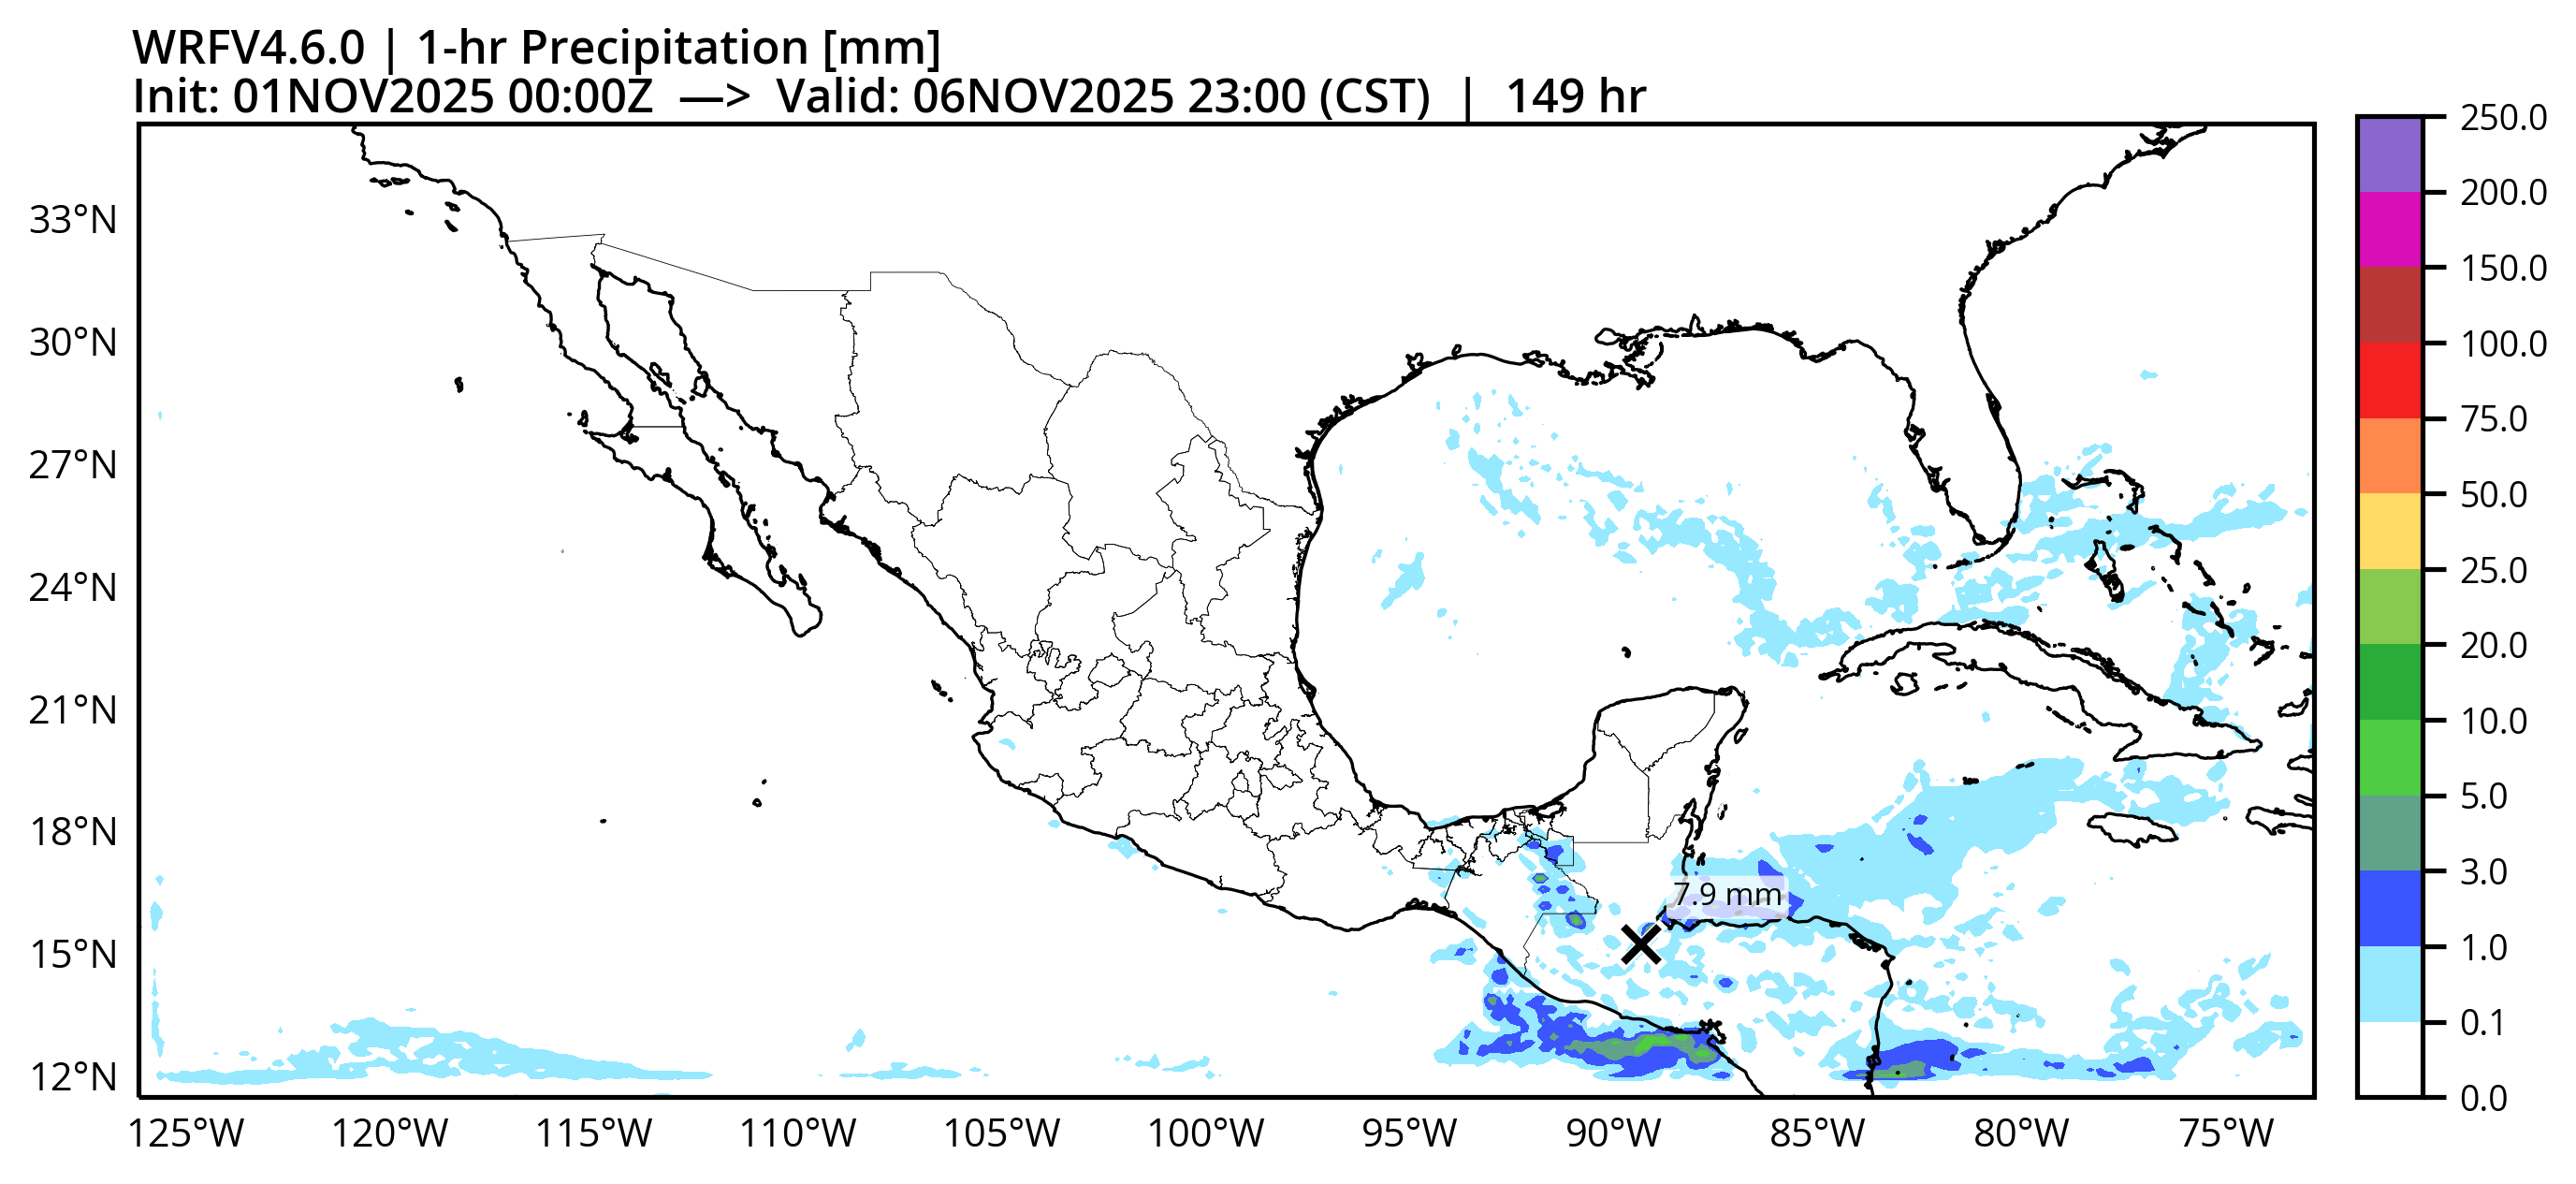 WRFV4.6.0 | 1-hr Precipitation [mm]
Init: 01NOV2025 00:00Z —> Valid: 06NOV2025 23:00 (CST) | 149 hr
33°N
30°N
27°N
24°N
21°N
18°N
15°N
12°N
125°W
120°W
115°W
110°W
105°W
100°W
95°W
90°W
85°W
80°W
75°W
7.9 mm
250.0
200.0
150.0
100.0
75.0
50.0
25.0
20.0
10.0
5.0
3.0
1.0
0.1
0.0